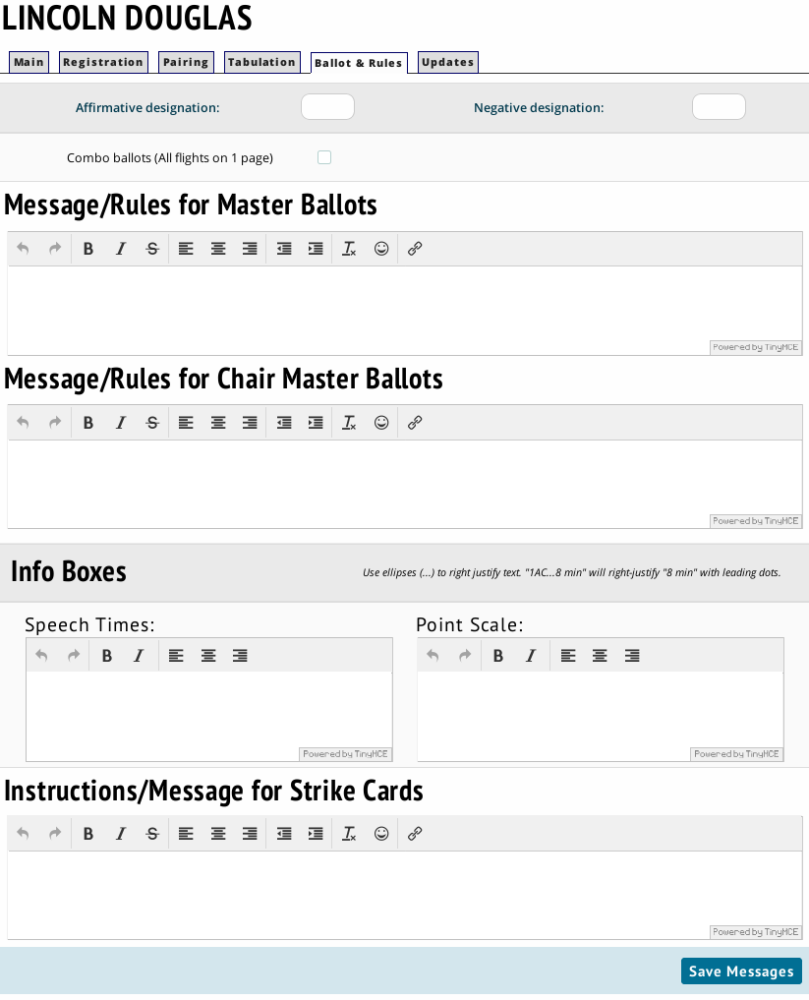 LINCOLN DOUGLAS
Main Registration Pairing Tabulation Ballot & Rules Updates
Affirmative designation: Negative designation:
Combo ballots (All flights on 1 page)
Message/Rules for Master Ballots
Powered by TinyMCE
Message/Rules for Chair Master Ballots
Powered by TinyMCE
Info Boxes Use ellipses (...) to right justify text. "1AC...8 min" will right-justify "8 min" with leading dots.
Speech Times: Point Scale:
Powered by TinyMCE Powered by TinyMCE
Instructions/Message for Strike Cards
Powered by TinyMCE
Save Messages